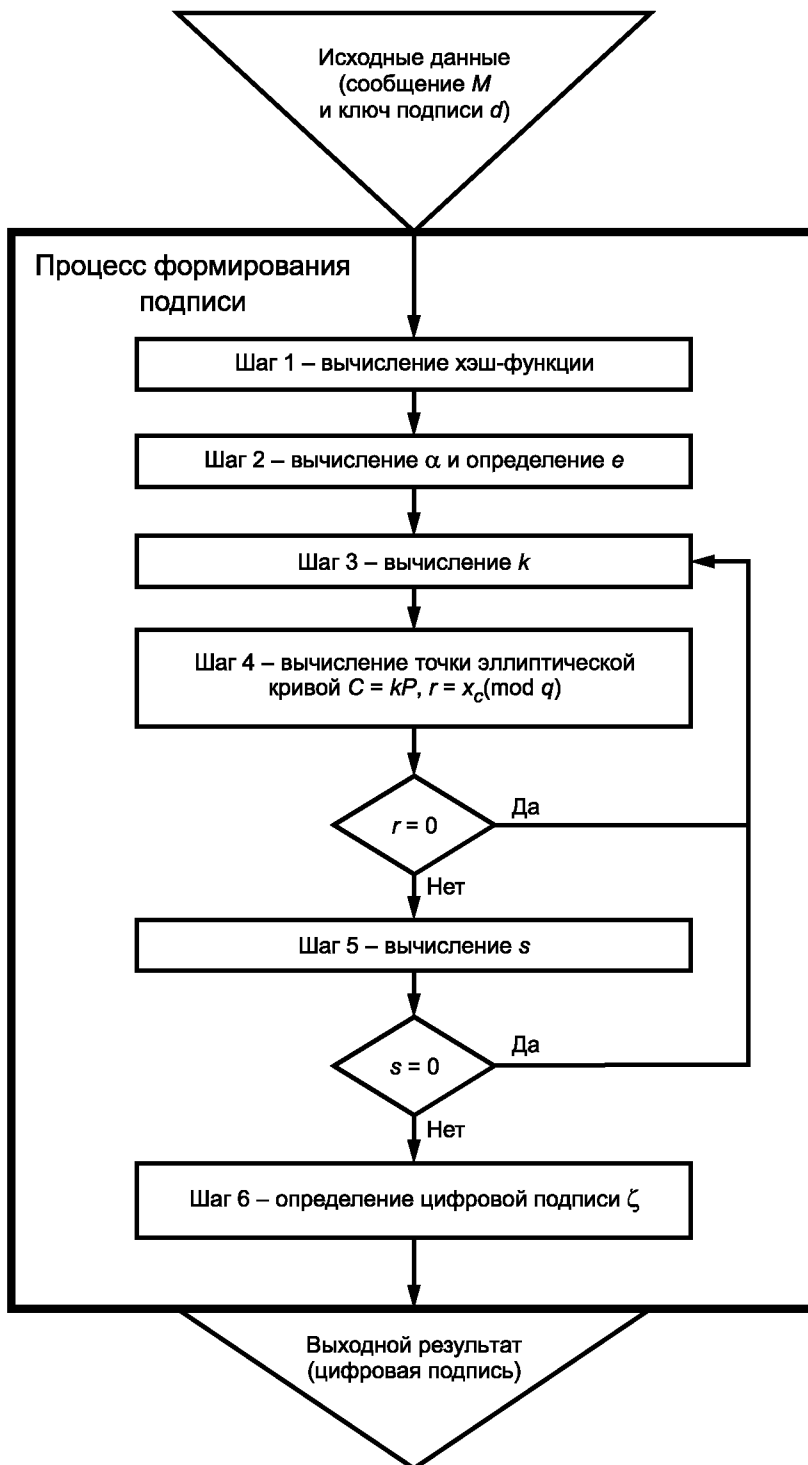 Исходные данные
(сообщение M
и ключ подписи d)
Процесс формирования
подписи
Шаг 1 – вычисление хэш-функции
Шаг 2 – вычисление α и определение e
Шаг 3 – вычисление k
Шаг 4 – вычисление точки эллиптической
кривой C = kP, r = x_c(mod q)
r = 0
Да
Нет
Шаг 5 – вычисление s
s = 0
Да
Нет
Шаг 6 – определение цифровой подписи ζ
Выходной результат
(цифровая подпись)